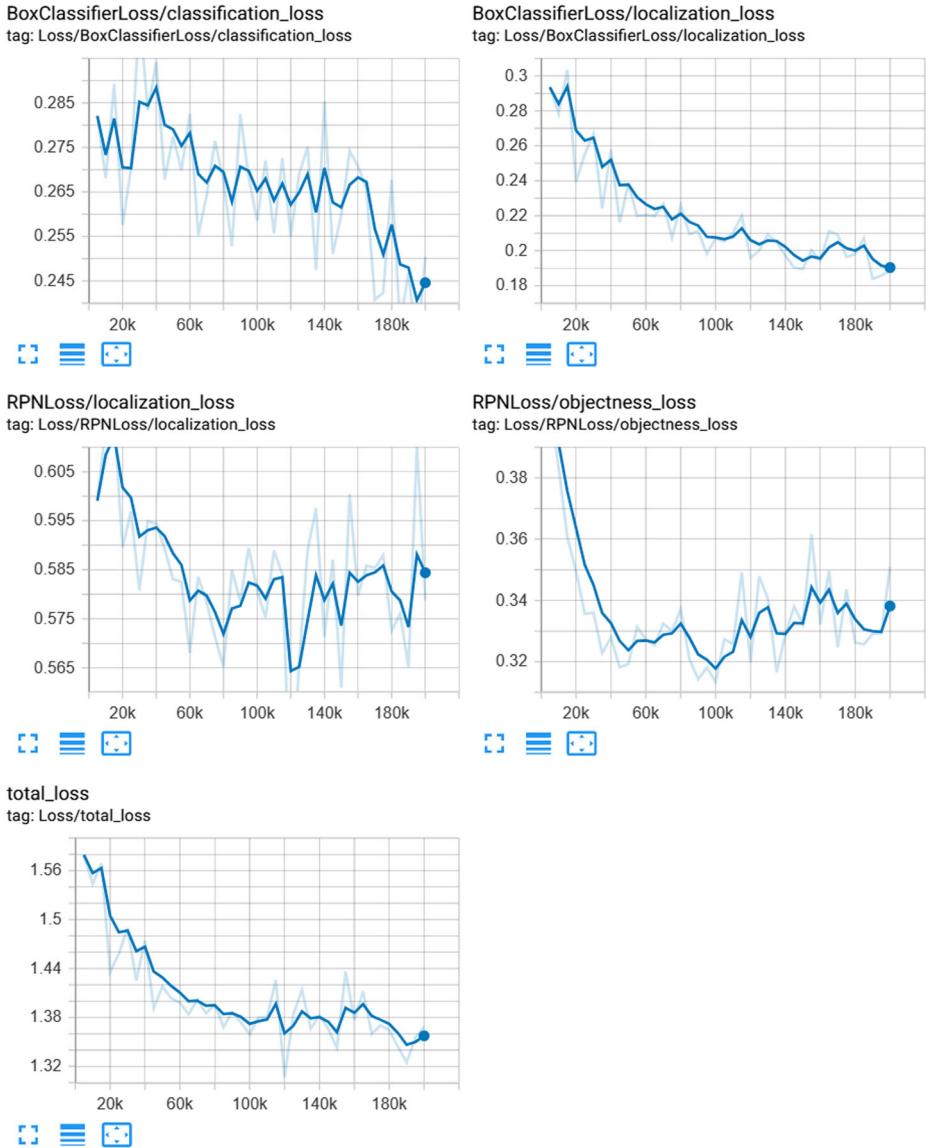 BoxClassifierLoss/classification_loss
tag: Loss/BoxClassifierLoss/classification_loss
0.285
0.275
0.265
0.255
0.245
20k 60k 100k 140k 180k
BoxClassifierLoss/localization_loss
tag: Loss/BoxClassifierLoss/localization_loss
0.3
0.28
0.26
0.24
0.22
0.2
0.18
20k 60k 100k 140k 180k
RPNLoss/localization_loss
tag: Loss/RPNLoss/localization_loss
0.605
0.595
0.585
0.575
0.565
20k 60k 100k 140k 180k
RPNLoss/objectness_loss
tag: Loss/RPNLoss/objectness_loss
0.38
0.36
0.34
0.32
20k 60k 100k 140k 180k
total_loss
tag: Loss/total_loss
1.56
1.5
1.44
1.38
1.32
20k 60k 100k 140k 180k